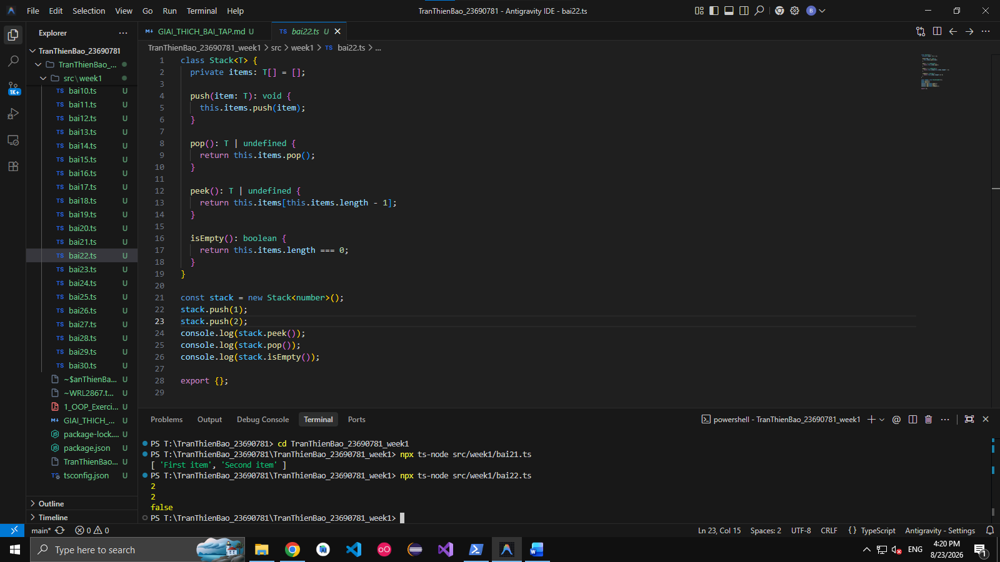 File Edit Selection View Go Run Terminal Help
TranThienBao_23690781 - Antigravity IDE - bai22.ts
B
Explorer
TranThienBao_23690781
TranThienBao_...
src\week1
1K+
TS bai10.ts U
TS bai11.ts U
TS bai12.ts U
TS bai13.ts U
TS bai14.ts U
TS bai15.ts U
TS bai16.ts U
TS bai17.ts U
TS bai18.ts U
TS bai19.ts U
TS bai20.ts U
TS bai21.ts U
TS bai22.ts U
TS bai23.ts U
TS bai24.ts U
TS bai25.ts U
TS bai26.ts U
TS bai27.ts U
TS bai28.ts U
TS bai29.ts U
TS bai30.ts U
~$anThienBa... U
~WRL2867.t... U
1_OOP_Exerci... U
GIAI_THICH_... U
package-lock.... U
package.json U
TranThienBao... U
tsconfig.json U
Outline
Timeline
GIAI_THICH_BAI_TAP.md U
TS bai22.ts U
TranThienBao_23690781_week1 > src > week1 > TS bai22.ts > ...
1 class Stack<T> {
2 private items: T[] = [];
3
4 push(item: T): void {
5 this.items.push(item);
6 }
7
8 pop(): T | undefined {
9 return this.items.pop();
10 }
11
12 peek(): T | undefined {
13 return this.items[this.items.length - 1];
14 }
15
16 isEmpty(): boolean {
17 return this.items.length === 0;
18 }
19 }
20
21 const stack = new Stack<number>();
22 stack.push(1);
23 stack.push(2);
24 console.log(stack.peek());
25 console.log(stack.pop());
26 console.log(stack.isEmpty());
27
28 export {};
29
Problems Output Debug Console Terminal Ports
powershell - TranThienBao_23690781_week1
PS T:\TranThienBao_23690781> cd TranThienBao_23690781_week1
PS T:\TranThienBao_23690781\TranThienBao_23690781_week1> npx ts-node src/week1/bai21.ts
[ 'First item', 'Second item' ]
PS T:\TranThienBao_23690781\TranThienBao_23690781_week1> npx ts-node src/week1/bai22.ts
2
2
false
PS T:\TranThienBao_23690781\TranThienBao_23690781_week1>
main* 0 0
Ln 23, Col 15 Spaces: 2 UTF-8 CRLF {} TypeScript Antigravity - Settings
Type here to search
ENG
4:20 PM
8/23/2026
1